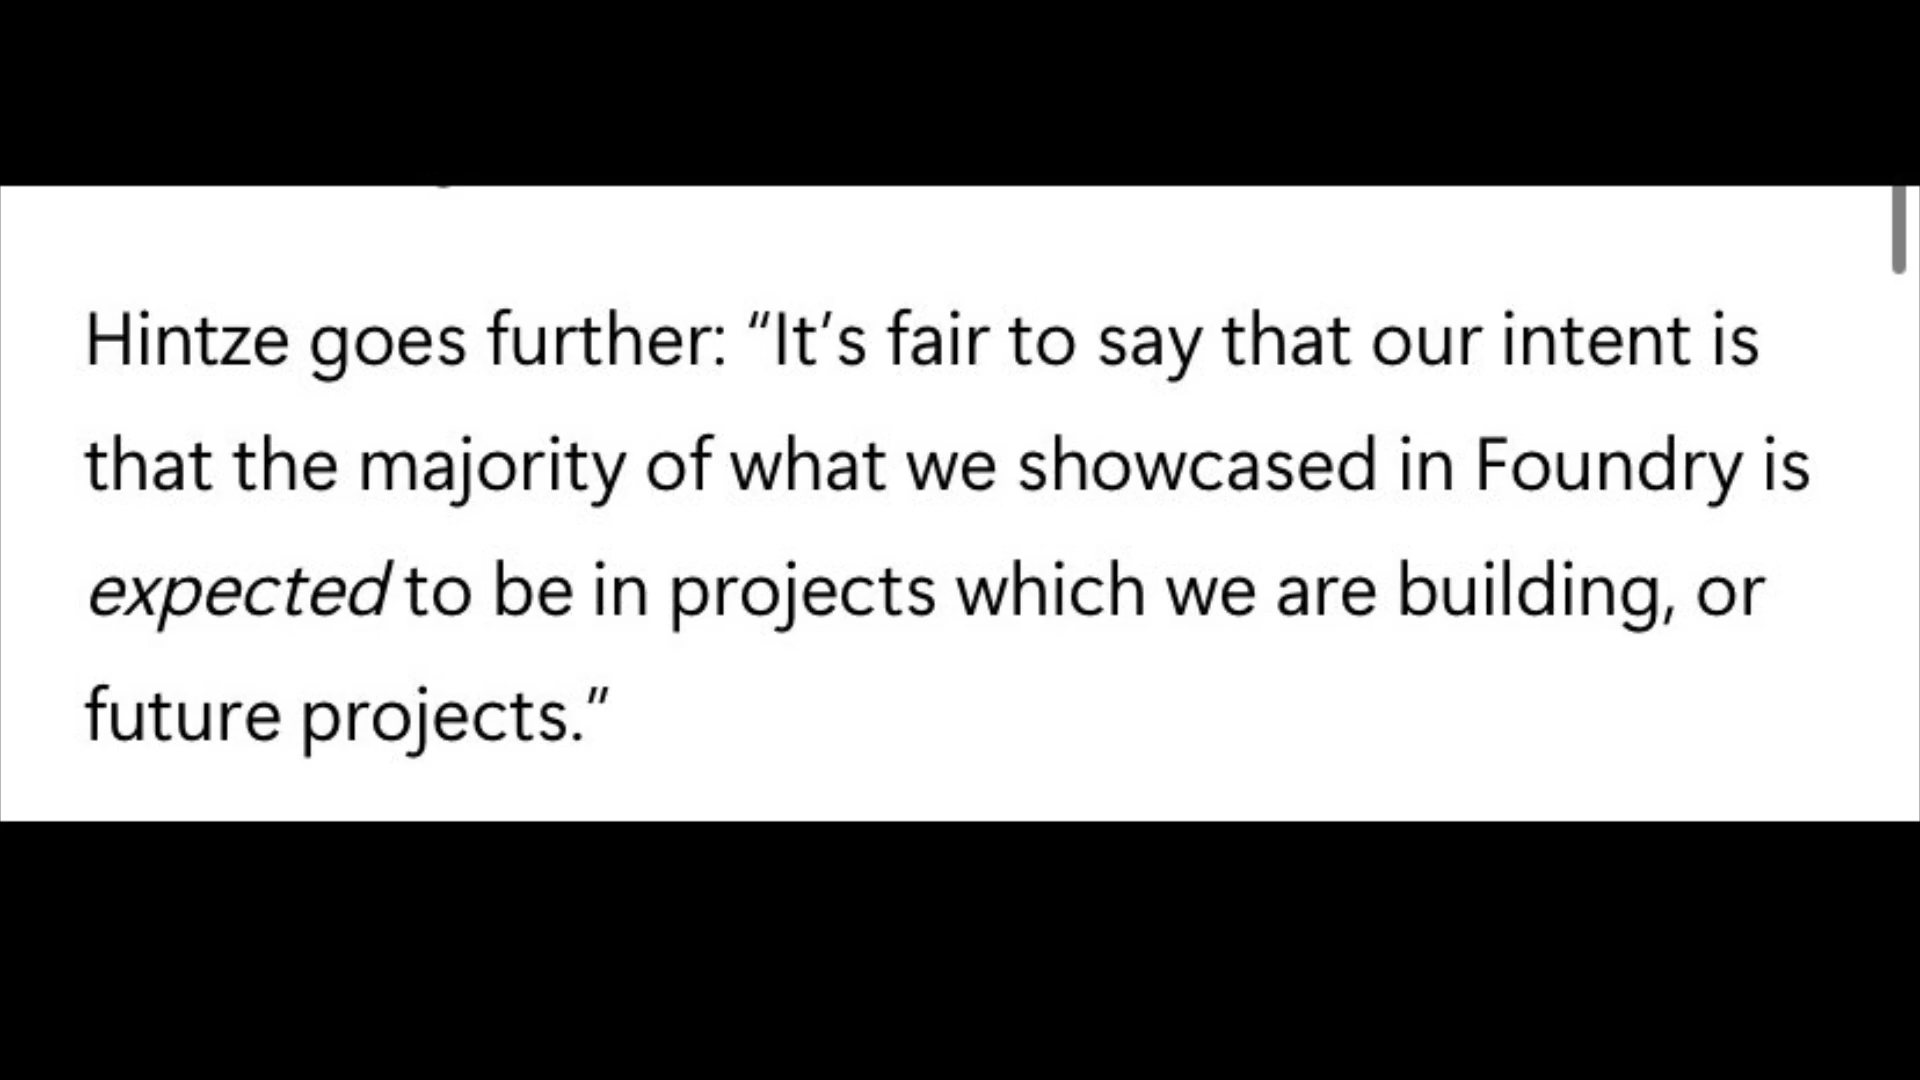 Hintze goes further: “It’s fair to say that our intent is
that the majority of what we showcased in Foundry is
expected to be in projects which we are building, or
future projects.”